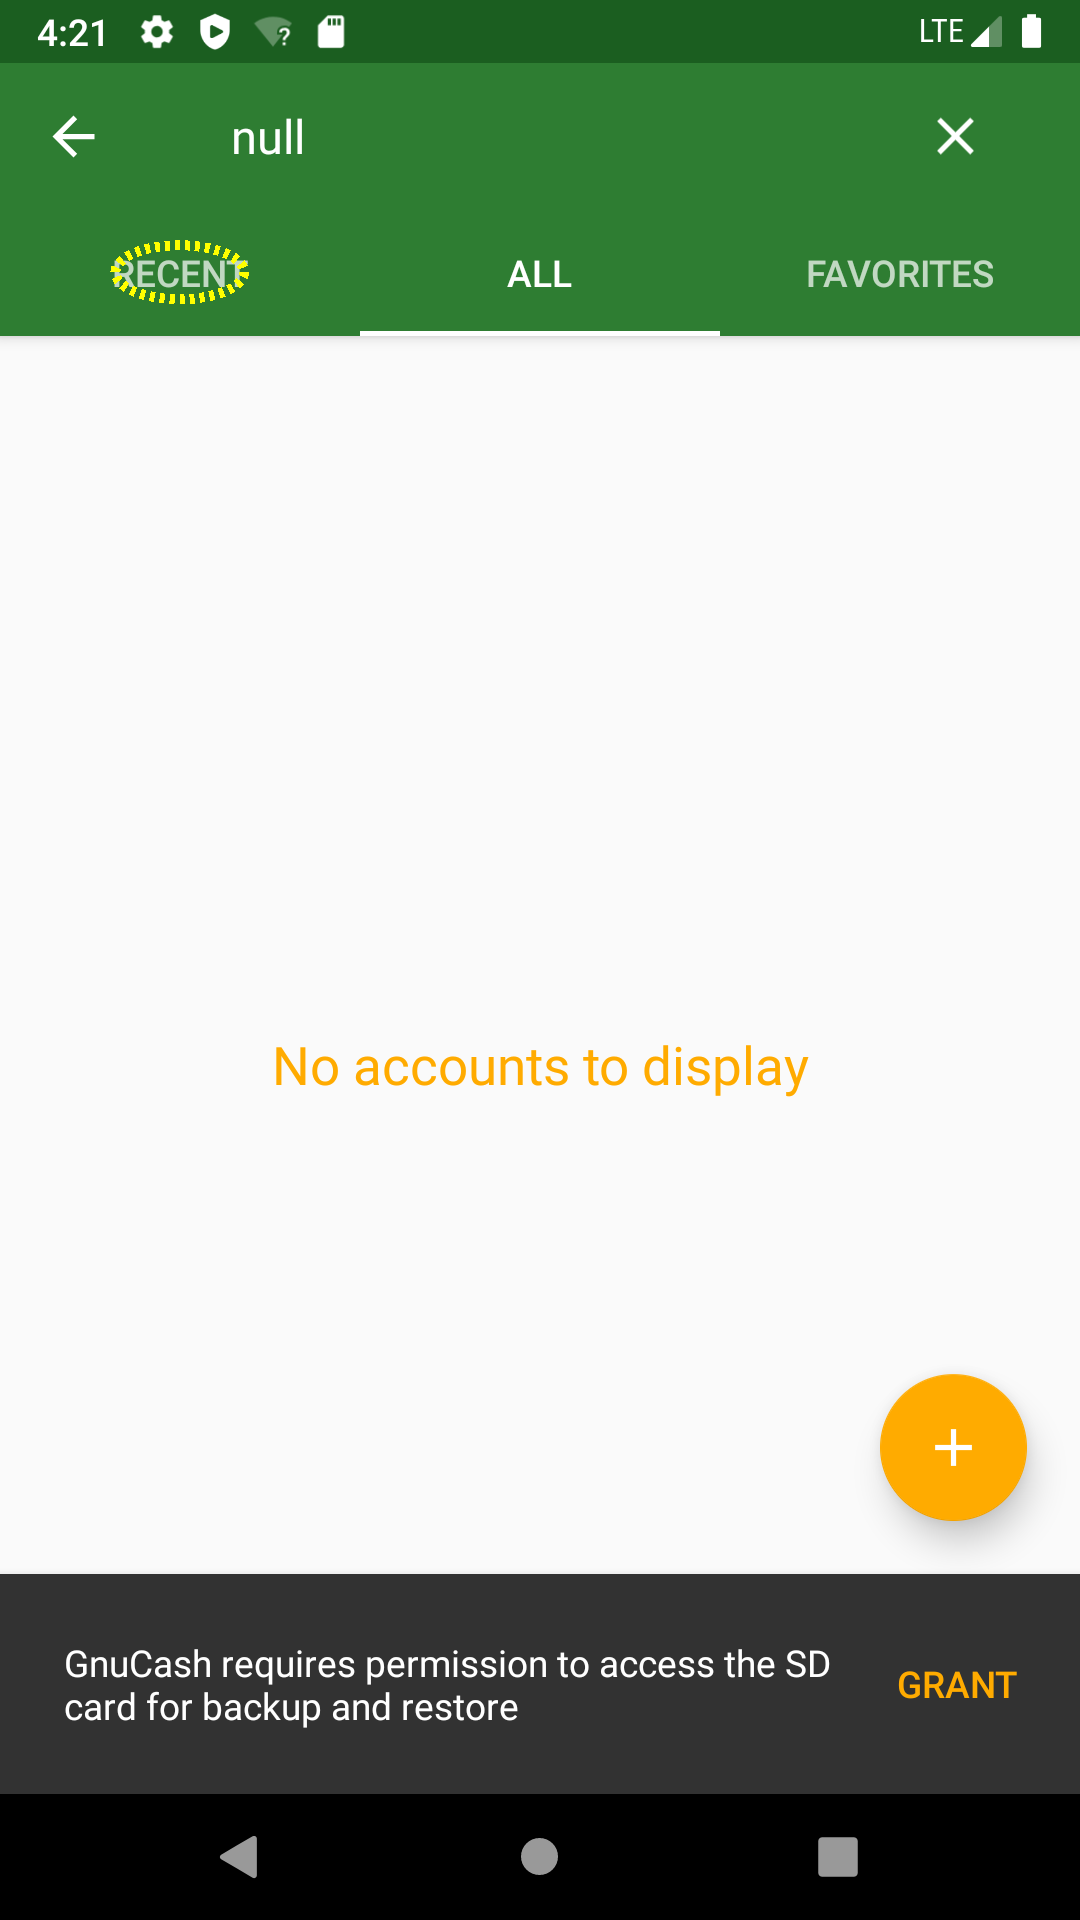 4:21
LTE
null
RECENT
ALL
FAVORITES
No accounts to display
GnuCash requires permission to access the SD
card for backup and restore
GRANT